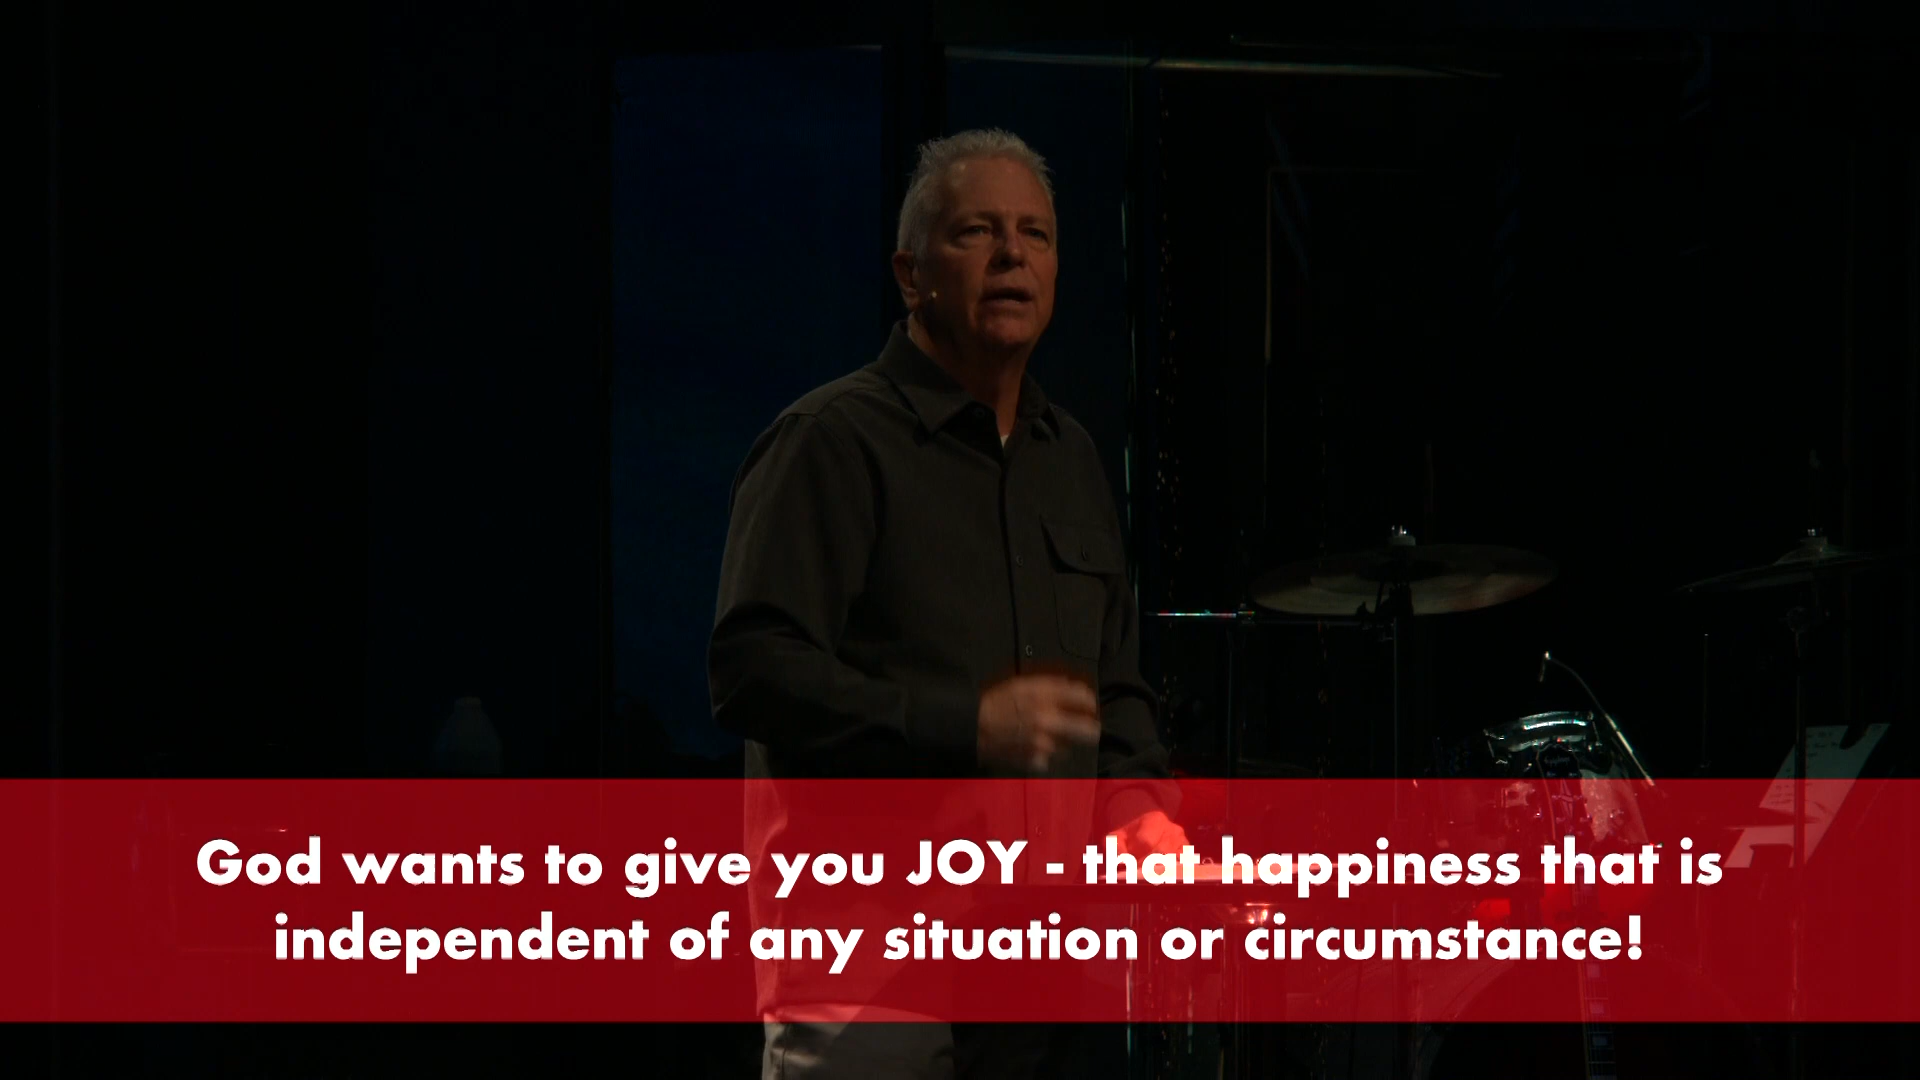 God wants to give you JOY - that happiness that is
independent of any situation or circumstance!